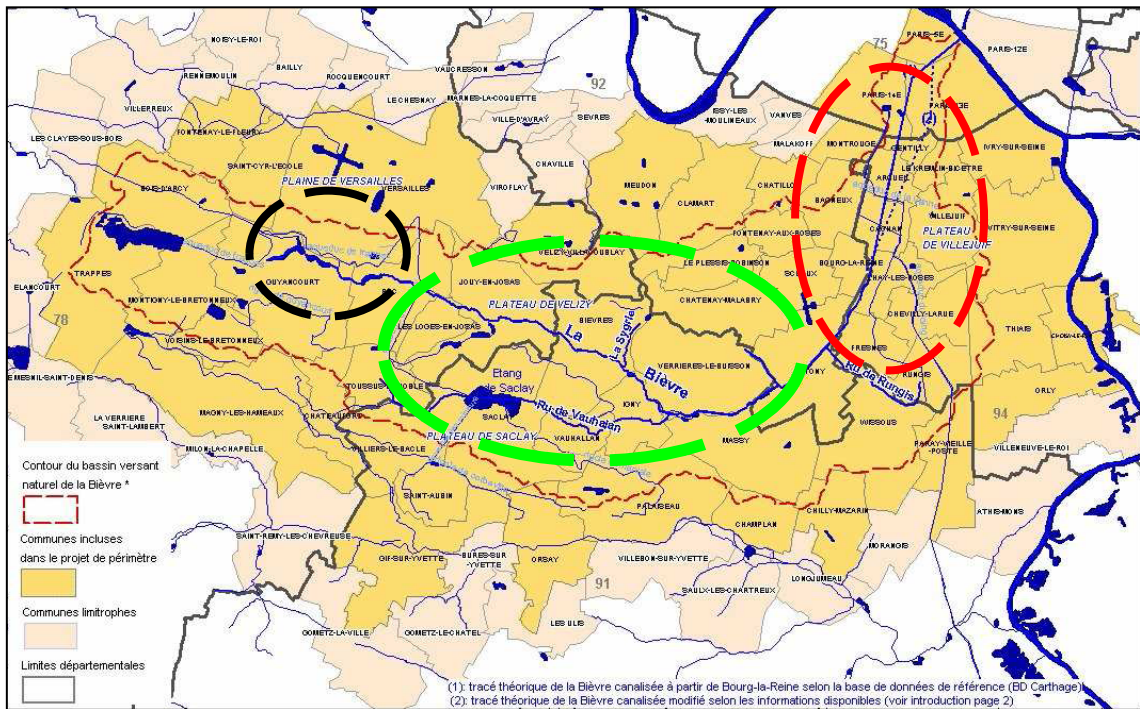 NOISY-LE-ROI
BAILLY
RENNEMOULIN
ROCQUENCOURT
VAUCRESSON
92
75
PARIS-5E
PARIS-12E
VILLEPREUX
LE CHESNAY
MARNES-LA-COQUETTE
VILLE-D'AVRAY
SEVRES
ISSY-LES
MOULINEAUX
VANVES
PARIS-14E
(2)
LES CLAYES-SOUS-BOIS
FONTENAY-LE-FLEURY
MALAKOFF
MONTROUGE
GENTILLY
IVRY-SUR-SEINE
SAINT-CYR-L'ECOLE
CHAVILLE
LE KREMLIN-BICETRE
PLAINE DE VERSAILLES
VERSAILLES
VIROFLAY
MEUDON
CHATILLON
ARCUEIL
BOIS-D'ARCY
CLAMART
BAGNEUX
VILLEJUIF
VITRY-SUR-SEINE
CACHAN
PLATEAU
DE VILLEJUIF
FONTENAY-AUX-ROSES
VELIZY-VILLACOUBLAY
LE PLESSIS-ROBINSON
SCEAUX
BOURG-LA-REINE
L'HAY-LES-ROSES
TRAPPES
GUYANCOURT
JOUY-EN-JOSAS
ELANCOURT
78
MONTIGNY-LE-BRETONNEUX
PLATEAU DE VELIZY
CHATENAY-MALABRY
CHEVILLY-LARUE
LES LOGES-EN-JOSAS
La
BIEVRES
La Sygrie
THIAIS
VOISINS-LE-BRETONNEUX
VERRIERES-LE-BUISSON
FRESNES
RUNGIS
Ru de Rungis
Bièvre
ORLY
TOUSSUS-LE-NOBLE
Etang
de Saclay
SACLAY
Ru de Vauhalan
IGNY
94
MAGNY-LES-HAMEAUX
CHATEAUFORT
WISSOUS
LA VERRIERE
SAINT-LAMBERT
PLATEAU DE SACLAY
VAUHALLAN
MASSY
PARAY-VIEILLE
-POSTE
VILLENEUVE-LE-ROI
MILON-LA-CHAPELLE
VILLIERS-LE-BACLE
SAINT-AUBIN
PALAISEAU
CHILLY-MAZARIN
ATHIS-MONS
CHAMPLAN
SAINT-REMY-LES-CHEVREUSE
MORANGIS
GIF-SUR-YVETTE
BURES-SUR
-YVETTE
ORSAY
VILLEBON-SUR-YVETTE
91
LONGJUMEAU
SAULX-LES-CHARTREUX
GOMETZ-LA-VILLE
GOMETZ-LE-CHATEL
LES ULIS
Contour du bassin versant
naturel de la Bièvre *
Communes incluses
dans le projet de périmètre
Communes limitrophes
Limites départementales
(1): tracé théorique de la Bièvre canalisée à partir de Bourg-la-Reine selon la base de données de référence (BD Carthage)
(2): tracé théorique de la Bièvre canalisée modifié selon les informations disponibles (voir introduction page 2)